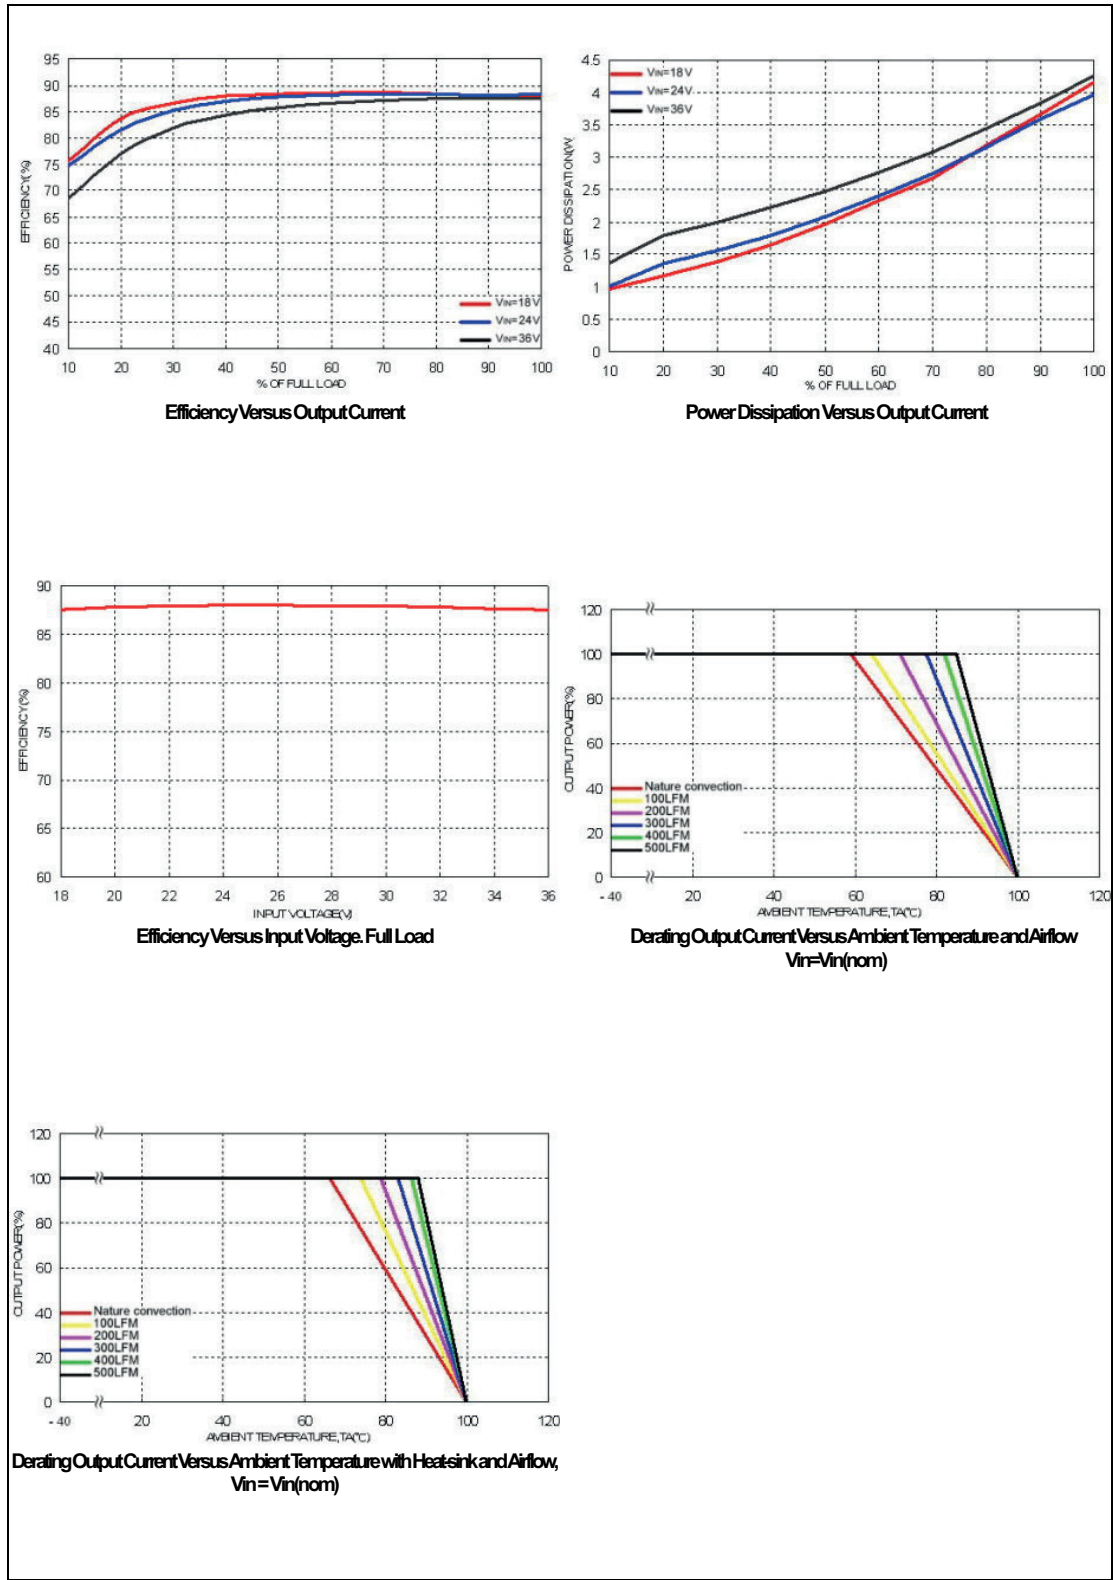 95
90
85
80
75
70
65
60
55
50
45
40
EFFICIENCY(%)
VIN=18V
VIN=24V
VIN=36V
10 20 30 40 50 60 70 80 90 100
% OF FULL LOAD
Efficiency Versus Output Current
4.5
4
3.5
3
2.5
2
1.5
1
0.5
0
POWER DISSIPATION(W
VIN=18V
VIN=24V
VIN=36V
10 20 30 40 50 60 70 80 90 100
% OF FULL LOAD
Power Dissipation Versus Output Current
90
85
80
75
70
65
60
EFFICIENCY(%)
18 20 22 24 26 28 30 32 34 36
INPUT VOLTAGE(V)
Efficiency Versus Input Voltage. Full Load
120
100
80
60
40
20
0
OUTPUT POWER(%)
Nature convection
100LFM
200LFM
300LFM
400LFM
500LFM
-40 20 40 60 80 100 120
AMBIENT TEMPERATURE,TA(℃)
Derating Output Current Versus Ambient Temperature and Airflow
Vin=Vin(nom)
120
100
80
60
40
20
0
OUTPUT POWER(%)
Nature convection
100LFM
200LFM
300LFM
400LFM
500LFM
-40 20 40 60 80 100 120
AMBIENT TEMPERATURE,TA(℃)
Derating Output Current Versus Ambient Temperature with Heat-sink and Airflow,
Vin = Vin(nom)